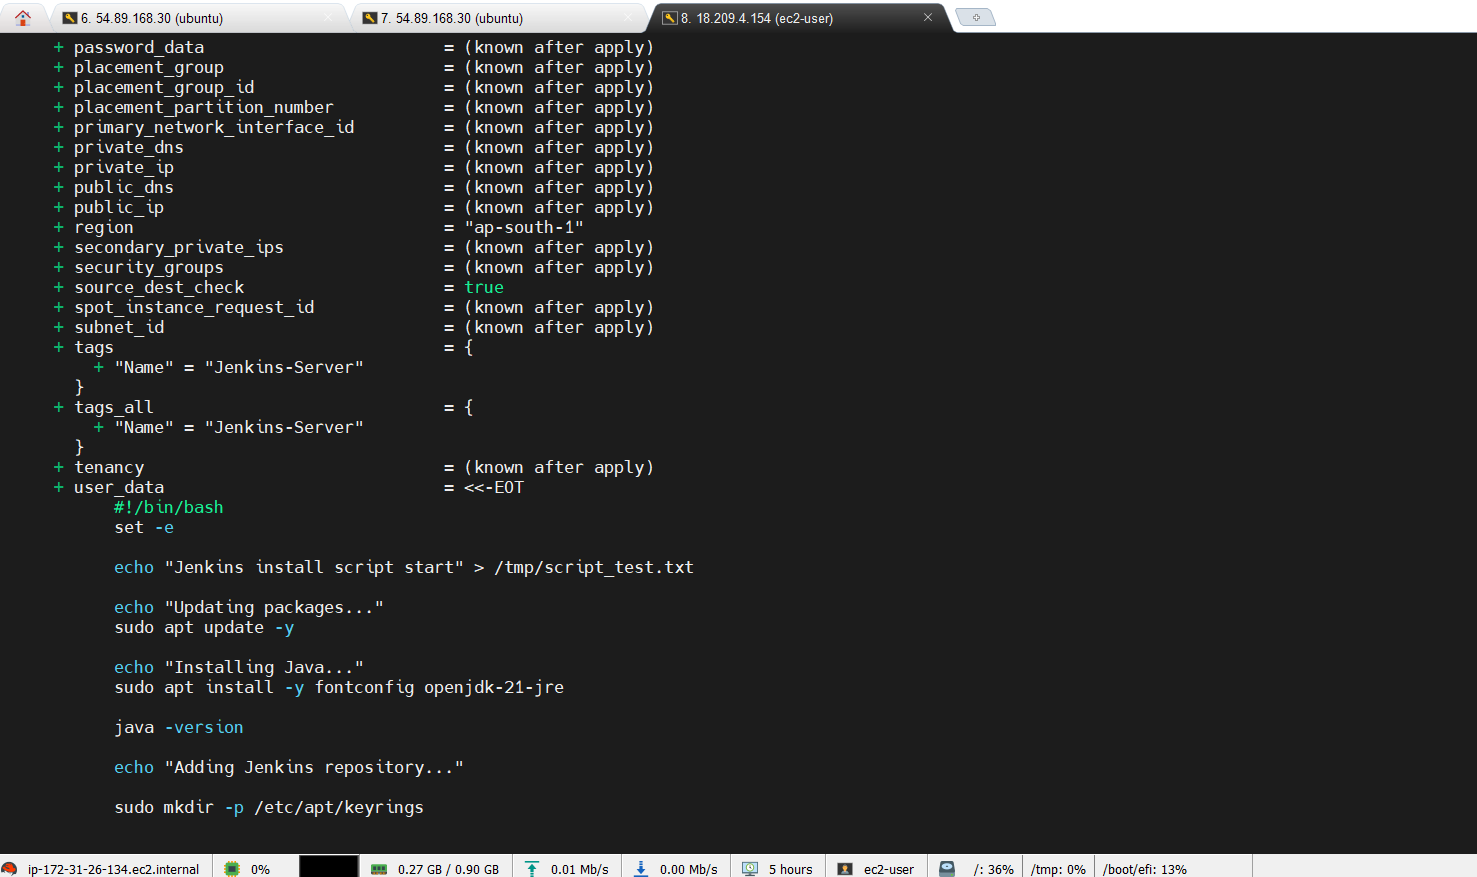 6. 54.89.168.30 (ubuntu)
7. 54.89.168.30 (ubuntu)
8. 18.209.4.154 (ec2-user)
+ password_data = (known after apply)
+ placement_group = (known after apply)
+ placement_group_id = (known after apply)
+ placement_partition_number = (known after apply)
+ primary_network_interface_id = (known after apply)
+ private_dns = (known after apply)
+ private_ip = (known after apply)
+ public_dns = (known after apply)
+ public_ip = (known after apply)
+ region = "ap-south-1"
+ secondary_private_ips = (known after apply)
+ security_groups = (known after apply)
+ source_dest_check = true
+ spot_instance_request_id = (known after apply)
+ subnet_id = (known after apply)
+ tags = {
+ "Name" = "Jenkins-Server"
}
+ tags_all = {
+ "Name" = "Jenkins-Server"
}
+ tenancy = (known after apply)
+ user_data = <<-EOT
#!/bin/bash
set -e
echo "Jenkins install script start" > /tmp/script_test.txt
echo "Updating packages..."
sudo apt update -y
echo "Installing Java..."
sudo apt install -y fontconfig openjdk-21-jre
java -version
echo "Adding Jenkins repository..."
sudo mkdir -p /etc/apt/keyrings
ip-172-31-26-134.ec2.internal 0% 0.27 GB / 0.90 GB 0.01 Mb/s 0.00 Mb/s 5 hours ec2-user /: 36% /tmp: 0% /boot/efi: 13%